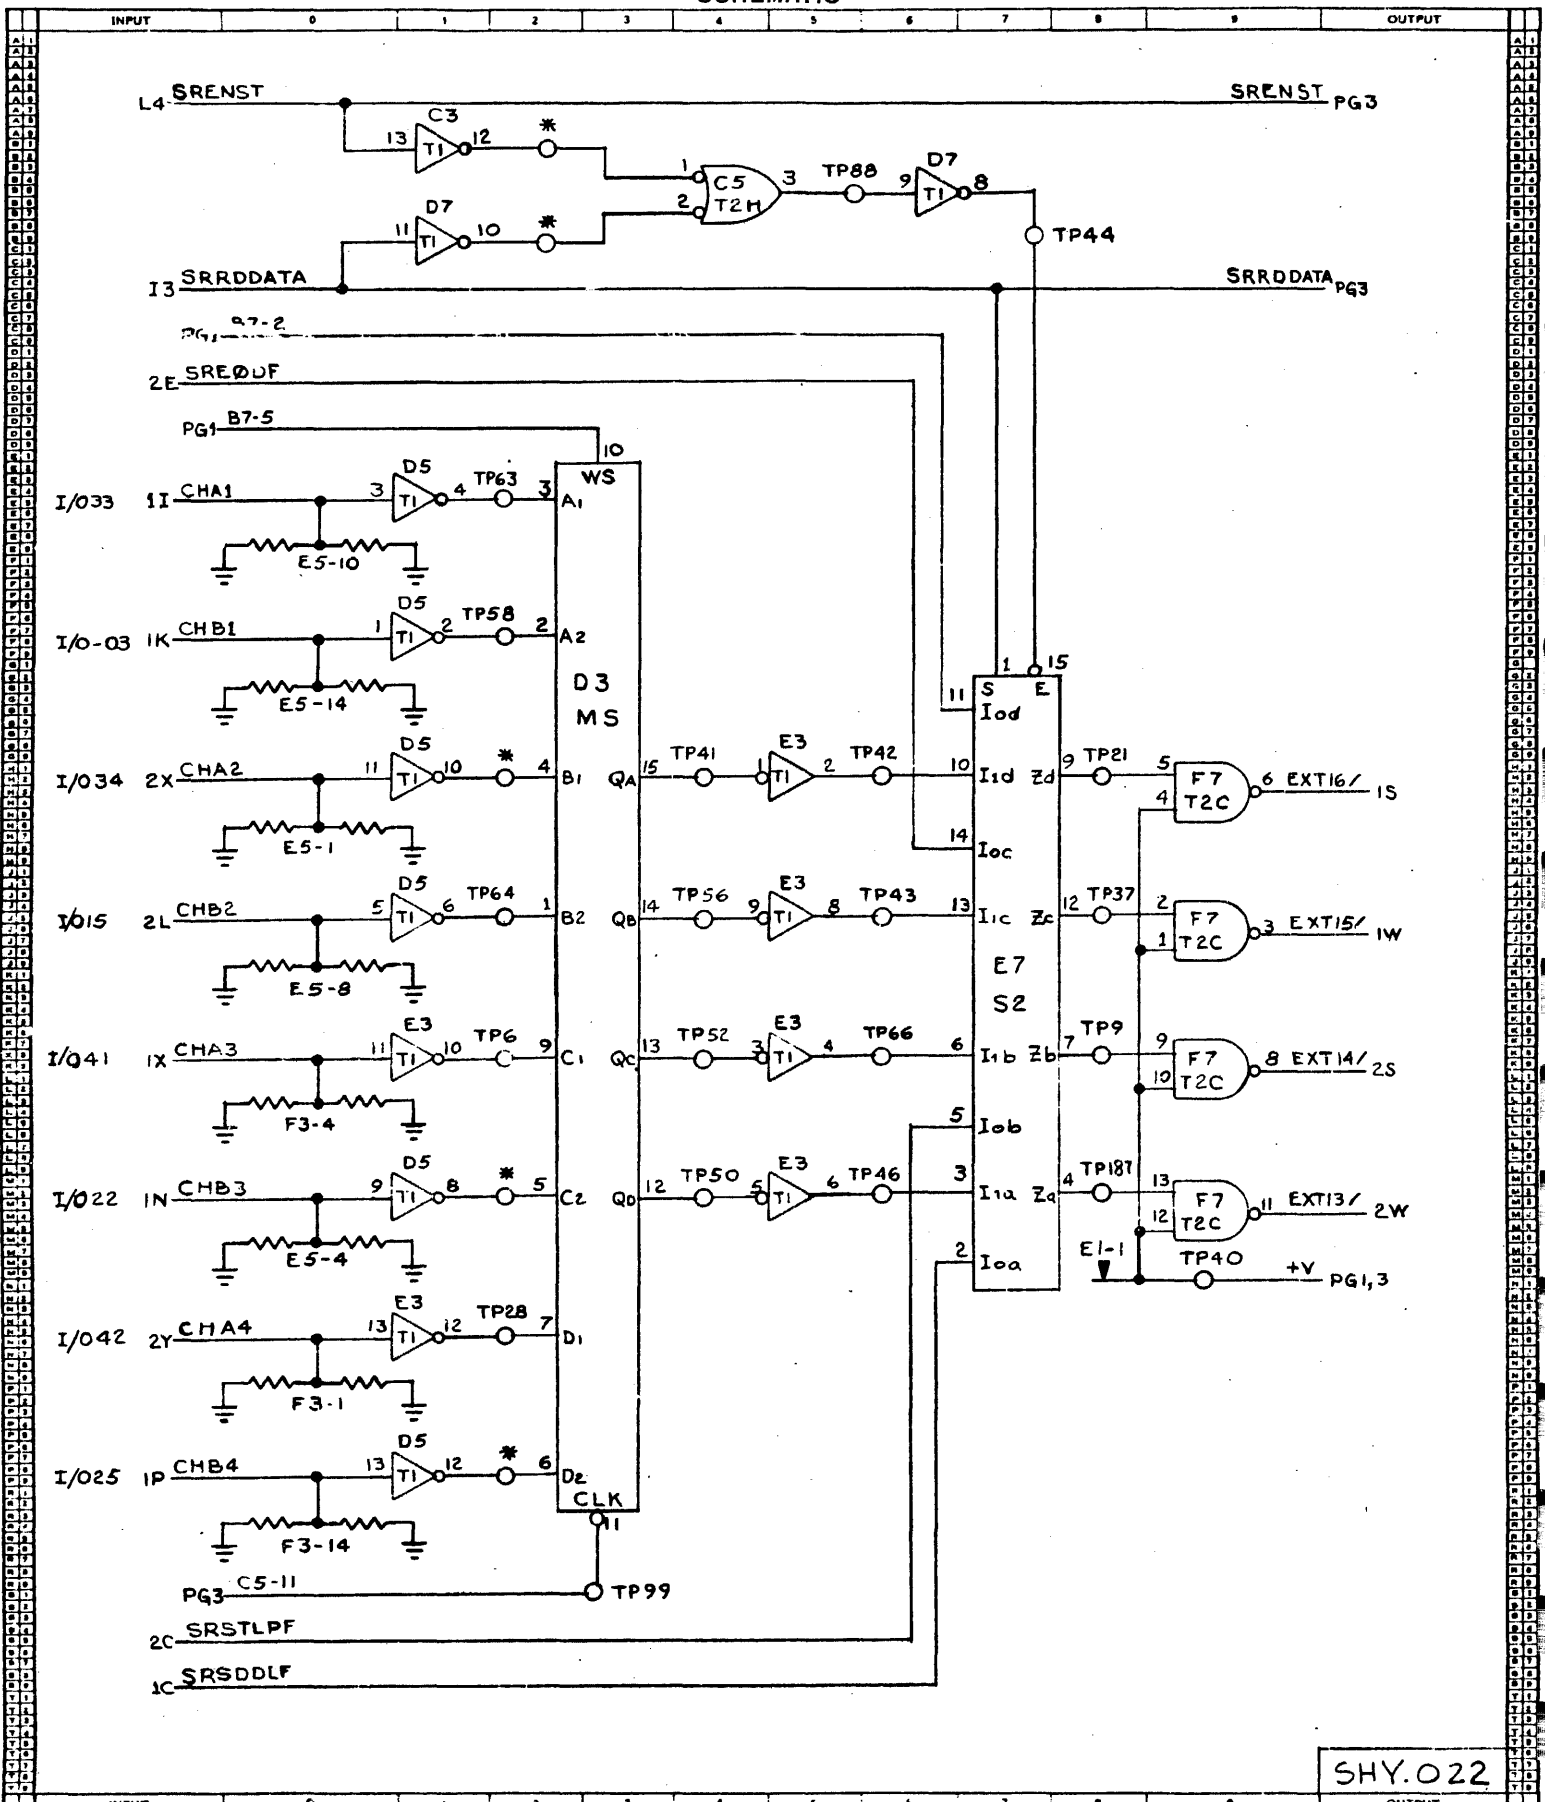 INPUT 0 1 2 3 4 5 6 7 8 9 OUTPUT
L4 SRENST SRENST PG3
C3
13 T1 12 *
D7
11 T1 10 *
1 2 C5 T2H 3 TP88
D7
9 T1 8
TP44
I3 SRRDDATA SRRDDATA PG3
B7-2
2E SREØDF
PG1 B7-5
10
WS
I/033 1I CHA1 3 D5 T1 4 TP63 3 A1
E5-10
I/0-03 1K CHB1 1 D5 T1 2 TP58 2 A2
E5-14
D3
MS
1 15
S E
11 I0d
I/034 2X CHA2 11 D5 T1 10 * 4 B1 QA 15 TP41 1 E3 T1 2 TP42 10 I1d Zd 9 TP21 5 4 F7 T2C 6 EXT16/ 1S
E5-1
14 I0c
I/015 2L CHB2 5 D5 T1 6 TP64 1 B2 QB 14 TP56 9 E3 T1 8 TP43 13 I1c Zc 12 TP37 2 1 F7 T2C 3 EXT15/ 1W
E5-8
E7
S2
I/041 1X CHA3 11 E3 T1 10 TP6 9 C1 QC 13 TP52 3 E3 T1 4 TP66 6 I1b Zb 7 TP9 9 10 F7 T2C 8 EXT14/ 2S
F3-4
5 I0b
I/022 1N CHB3 9 D5 T1 8 * 5 C2 QD 12 TP50 5 E3 T1 6 TP46 3 I1a Za 4 TP187 13 12 F7 T2C 11 EXT13/ 2W
E5-4
2 I0a
E1-1 TP40 +V PG1,3
I/042 2Y CHA4 13 E3 T1 12 TP28 7 D1
F3-1
I/025 1P CHB4 13 D5 T1 12 * 6 D2
CLK
11
F3-14
PG3 C5-11 TP99
2C SRSTLPF
1C SRSDDLF
SHY.022